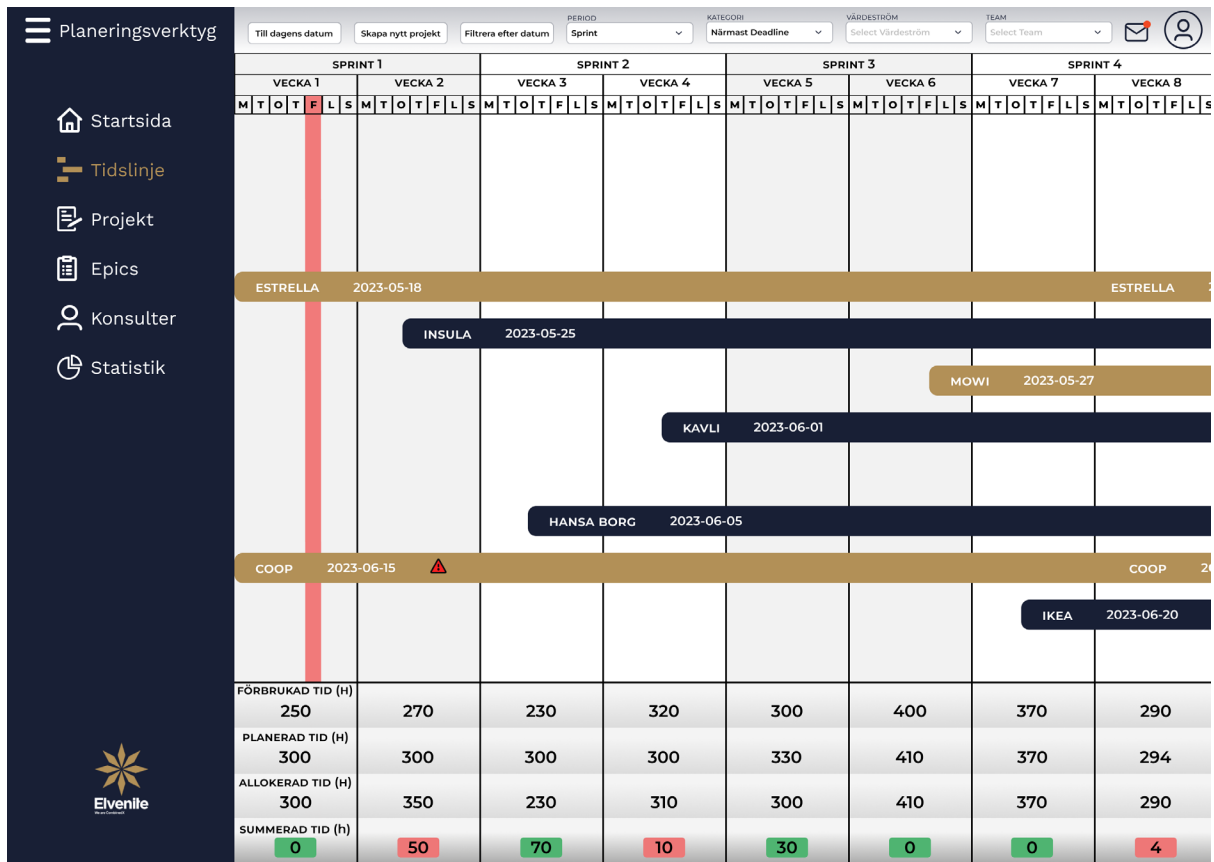 Planeringsverktyg
Till dagens datum
Skapa nytt projekt
Filtrera efter datum
PERIOD
Sprint
KATEGORI
Närmast Deadline
VÄRDESTRÖM
Select Värdeström
TEAM
Select Team
Startsida
Tidslinje
Projekt
Epics
Konsulter
Statistik
Elvenite
SPRINT 1 SPRINT 2 SPRINT 3 SPRINT 4
VECKA 1 VECKA 2 VECKA 3 VECKA 4 VECKA 5 VECKA 6 VECKA 7 VECKA 8
M T O T F L S M T O T F L S M T O T F L S M T O T F L S M T O T F L S M T O T F L S M T O T F L S M T O T F L S
ESTRELLA 2023-05-18 ESTRELLA
INSULA 2023-05-25
MOWI 2023-05-27
KAVLI 2023-06-01
HANSA BORG 2023-06-05
COOP 2023-06-15 COOP
IKEA 2023-06-20
FÖRBRUKAD TID (H)
250 270 230 320 300 400 370 290
PLANERAD TID (H)
300 300 300 300 330 410 370 294
ALLOKERAD TID (H)
300 350 230 310 300 410 370 290
SUMMERAD TID (h)
0 50 70 10 30 0 0 4